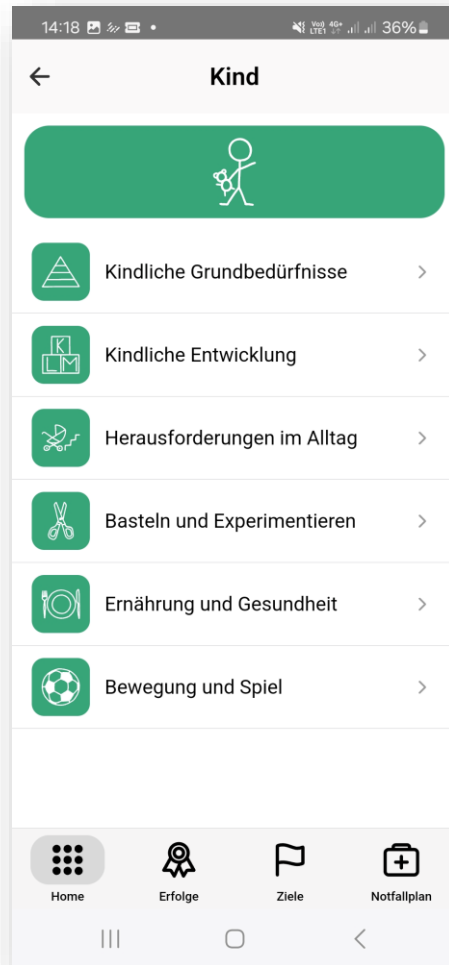 14:18 36%
Kind
Kindliche Grundbedürfnisse
K
L M
Kindliche Entwicklung
Herausforderungen im Alltag
Basteln und Experimentieren
Ernährung und Gesundheit
Bewegung und Spiel
Home Erfolge Ziele Notfallplan